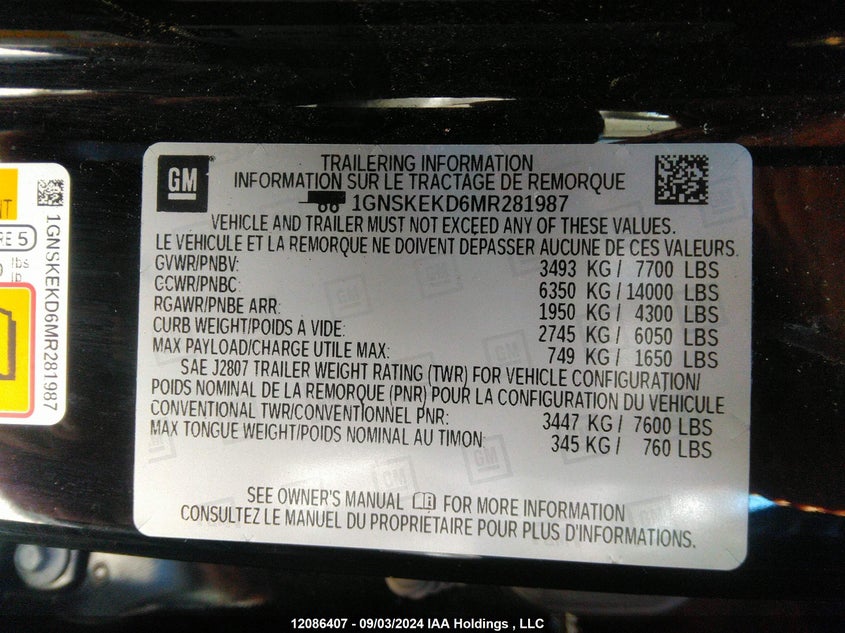 GM
TRAILERING INFORMATION
INFORMATION SUR LE TRACTAGE DE REMORQUE
1GNSKEKD6MR281987
VEHICLE AND TRAILER MUST NOT EXCEED ANY OF THESE VALUES.
LE VEHICULE ET LA REMORQUE NE DOIVENT DEPASSER AUCUNE DE CES VALEURS.
GVWR/PNBV: 3493 KG / 7700 LBS
GCWR/PNBC: 6350 KG / 14000 LBS
RGAWR/PNBE ARR: 1950 KG / 4300 LBS
CURB WEIGHT/POIDS A VIDE: 2745 KG / 6050 LBS
MAX PAYLOAD/CHARGE UTILE MAX: 749 KG / 1650 LBS
SAE J2807 TRAILER WEIGHT RATING (TWR) FOR VEHICLE CONFIGURATION/
POIDS NOMINAL DE LA REMORQUE (PNR) POUR LA CONFIGURATION DU VEHICULE
CONVENTIONAL TWR/CONVENTIONNEL PNR: 3447 KG / 7600 LBS
MAX TONGUE WEIGHT/POIDS NOMINAL AU TIMON: 345 KG / 760 LBS
SEE OWNER'S MANUAL FOR MORE INFORMATION
CONSULTEZ LE MANUEL DU PROPRIETAIRE POUR PLUS D'INFORMATIONS.
1GNSKEKD6MR281987
lbs
lb
12086407 - 09/03/2024 IAA Holdings , LLC